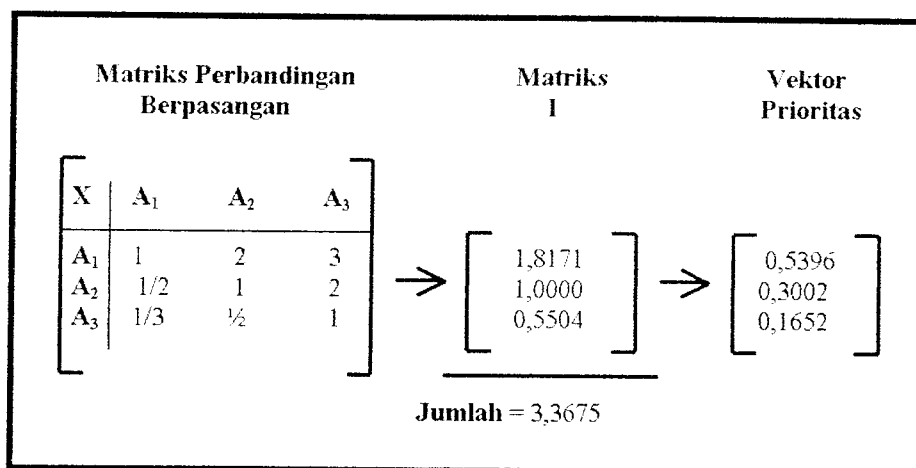 Matriks Perbandingan Berpasangan
Matriks I
Vektor Prioritas
X A₁ A₂ A₃
A₁ 1 2 3
A₂ 1/2 1 2
A₃ 1/3 ½ 1
1,8171
1,0000
0,5504
0,5396
0,3002
0,1652
Jumlah = 3,3675